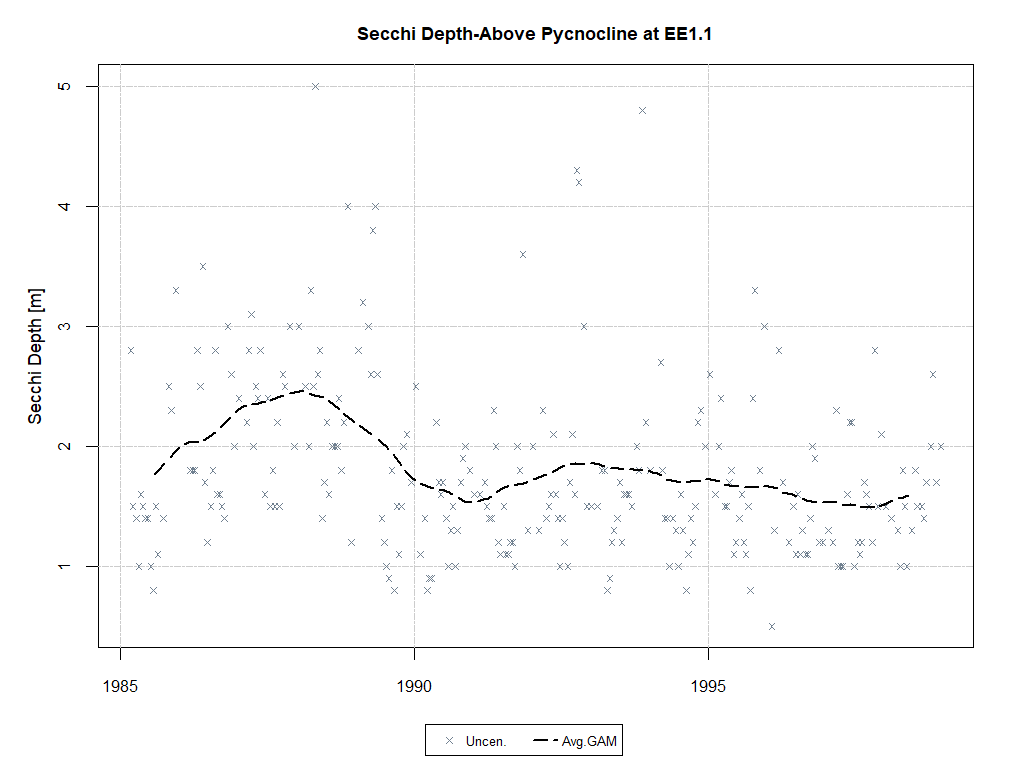 Secchi Depth-Above Pycnocline at EE1.1
Secchi Depth [m]
5
4
3
2
1
1985 1990 1995
Uncen. Avg.GAM